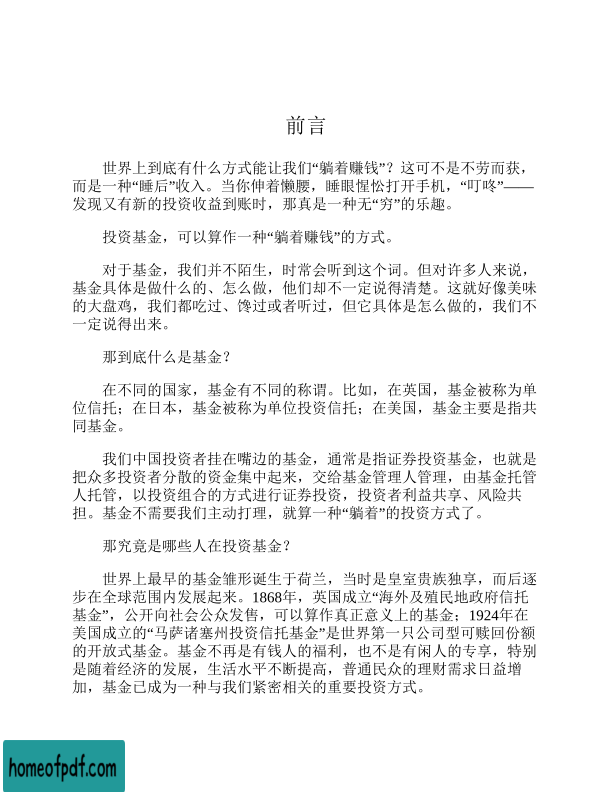 前言
世界上到底有什么方式能让我们“躺着赚钱”？这可不是不劳而获，
而是一种“睡后”收入。当你伸着懒腰，睡眼惺忪打开手机，“叮咚”——
发现又有新的投资收益到账时，那真是一种无“穷”的乐趣。
投资基金，可以算作一种“躺着赚钱”的方式。
对于基金，我们并不陌生，时常会听到这个词。但对许多人来说，
基金具体是做什么的、怎么做，他们却不一定说得清楚。这就好像美味
的大盘鸡，我们都吃过、馋过或者听过，但它具体是怎么做的，我们不
一定说得出来。
那到底什么是基金？
在不同的国家，基金有不同的称谓。比如，在英国，基金被称为单
位信托；在日本，基金被称为单位投资信托；在美国，基金主要是指共
同基金。
我们中国投资者挂在嘴边的基金，通常是指证券投资基金，也就是
把众多投资者分散的资金集中起来，交给基金管理人管理，由基金托管
人托管，以投资组合的方式进行证券投资，投资者利益共享、风险共
担。基金不需要我们主动打理，就算一种“躺着”的投资方式了。
那究竟是哪些人在投资基金？
世界上最早的基金雏形诞生于荷兰，当时是皇室贵族独享，而后逐
步在全球范围内发展起来。1868年，英国成立“海外及殖民地政府信托
基金”，公开向社会公众发售，可以算作真正意义上的基金；1924年在
美国成立的“马萨诸塞州投资信托基金”是世界第一只公司型可赎回份额
的开放式基金。基金不再是有钱人的福利，也不是有闲人的专享，特别
是随着经济的发展，生活水平不断提高，普通民众的理财需求日益增
加，基金已成为一种与我们紧密相关的重要投资方式。
homeofpdf.com